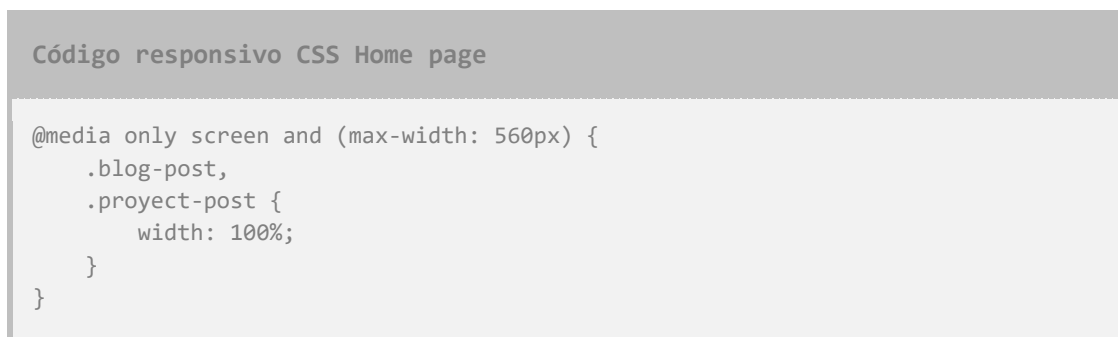 Código responsivo CSS Home page
@media only screen and (max-width: 560px) {
    .blog-post,
    .proyect-post {
        width: 100%;
    }
}